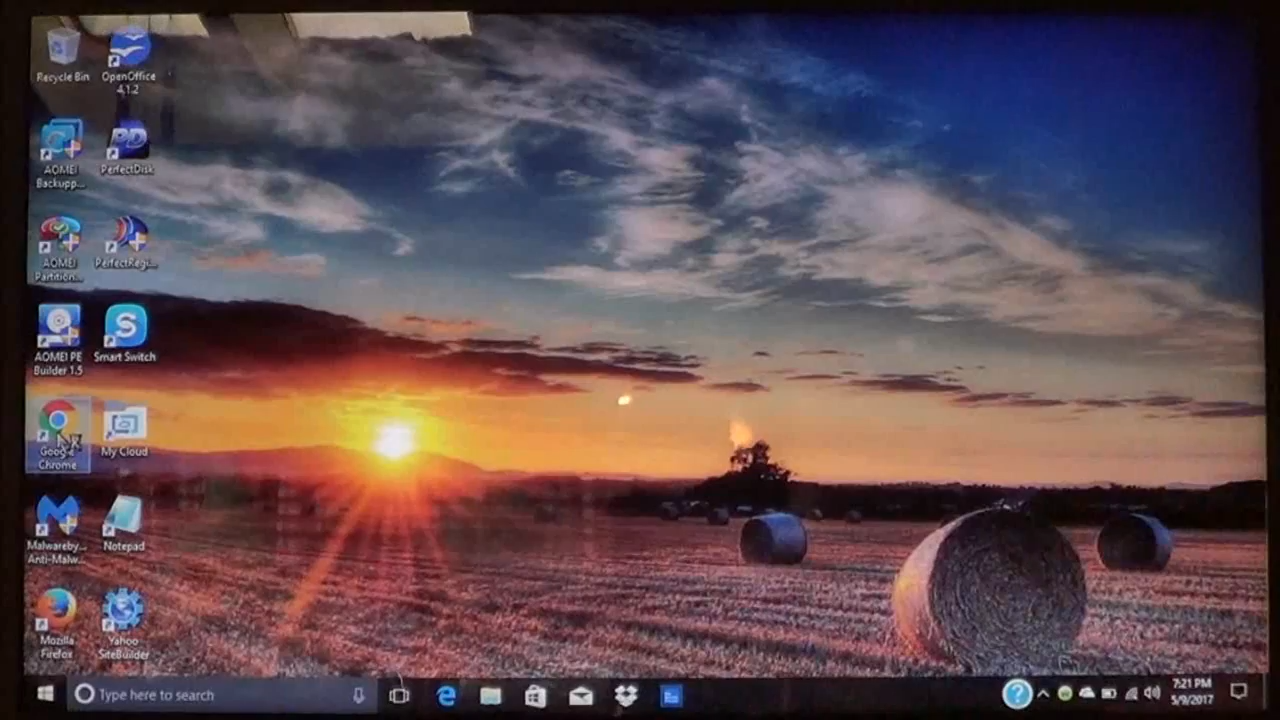 Recycle Bin
OpenOffice
4.1.2
AOMEI
Backupp...
PD
PerfectDisk
AOMEI
Partition...
PerfectRegi...
AOMEI PE
Builder 1.5
S
Smart Switch
Google
Chrome
My Cloud
Malwareby...
Anti-Malw...
Notepad
Mozilla
Firefox
Yahoo
SiteBuilder
Type here to search
?
7:21 PM
5/9/2017